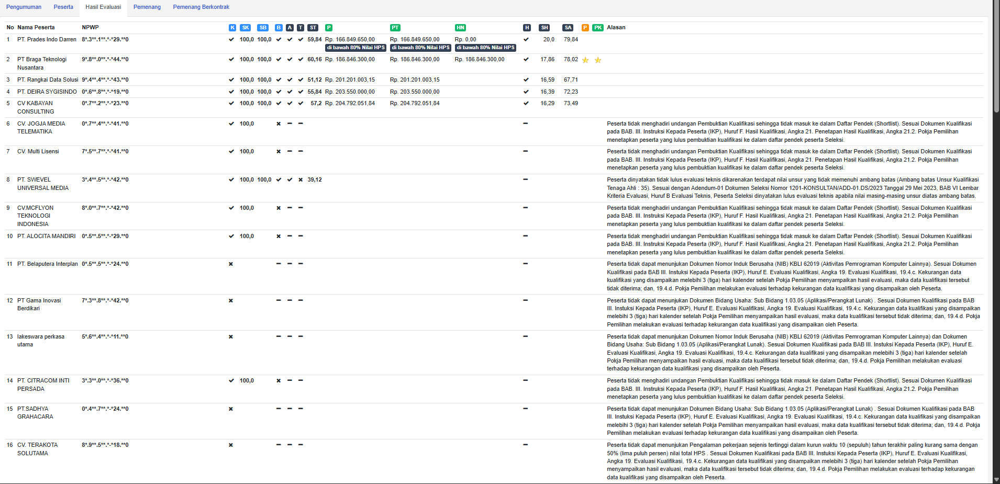 Pengumuman Peserta Hasil Evaluasi Pemenang Pemenang Berkontrak
No Nama Peserta NPWP K SK SB B A T ST P PT HN H SH SA P PK Alasan
1 PT. Prades Indo Darren 8*.3**.1**.*-*29.**0 ✔ 100,0 100,0 ✔ ✔ ✔ 59,84 Rp. 166.849.650,00 Rp. 166.849.650,00 Rp. 0,00 ✔ 20,0 79,84
di bawah 80% Nilai HPS di bawah 80% Nilai HPS di bawah 80% Nilai HPS
2 PT Braga Teknologi 9*.8**.0**.*-*44.**0 ✔ 100,0 100,0 ✔ ✔ ✔ 60,16 Rp. 186.846.300,00 Rp. 186.846.300,00 Rp. 186.846.300,00 ✔ 17,86 78,02
Nusantara
3 PT. Rangkai Data Solusi 9*.4**.4**.*-*43.**0 ✔ 100,0 100,0 ✔ ✔ ✔ 51,12 Rp. 201.201.003,15 Rp. 201.201.003,15 ✔ 16,59 67,71
4 PT. DEIRA SYGISINDO 0*.6**.8**.*-*19.**0 ✔ 100,0 100,0 ✔ ✔ ✔ 55,84 Rp. 203.550.000,00 Rp. 203.550.000,00 ✔ 16,39 72,23
5 CV KABAYAN 0*.7**.2**.*-*23.**0 ✔ 100,0 100,0 ✔ ✔ ✔ 57,2 Rp. 204.792.051,84 Rp. 204.792.051,84 ✔ 16,29 73,49
CONSULTING
6 CV. JOGJA MEDIA 0*.7**.4**.*-*41.**0 ✔ 100,0 ✖ − − − Peserta tidak menghadiri undangan Pembuktian Kualifikasi sehingga tidak masuk ke dalam Daftar Pendek (Shortlist). Sesuai Dokumen Kualifikasi
TELEMATIKA pada BAB. III. Instruksi Kepada Peserta (IKP), Huruf F. Hasil Kualifikasi, Angka 21. Penetapan Hasil Kualifikasi, Angka 21.2. Pokja Pemilihan
menetapkan peserta yang lulus pembuktian kualifikasi ke dalam daftar pendek peserta Seleksi.
7 CV. Multi Lisensi 7*.5**.7**.*-*41.**0 ✔ 100,0 ✖ − − − Peserta tidak menghadiri undangan Pembuktian Kualifikasi sehingga tidak masuk ke dalam Daftar Pendek (Shortlist). Sesuai Dokumen Kualifikasi
pada BAB. III. Instruksi Kepada Peserta (IKP), Huruf F. Hasil Kualifikasi, Angka 21. Penetapan Hasil Kualifikasi, Angka 21.2. Pokja Pemilihan
menetapkan peserta yang lulus pembuktian kualifikasi ke dalam daftar pendek peserta Seleksi.
8 PT. SWEVEL 3*.4**.5**.*-*42.**0 ✔ 100,0 100,0 ✔ ✔ ✖ 39,12 − Peserta dinyatakan tidak lulus evaluasi teknis dikarenakan terdapat nilai unsur yang tidak memenuhi ambang batas (Ambang batas Unsur Kualifikasi
UNIVERSAL MEDIA Tenaga Ahli : 35). Sesuai dengan Adendum-01 Dokumen Seleksi Nomor 1201-KONSULTAN/ADD-01.DS/2023 Tanggal 29 Mei 2023, BAB VI Lembar
Kriteria Evaluasi, Huruf B Evaluasi Teknis, Peserta Seleksi dinyatakan lulus evaluasi teknis apabila nilai masing-masing unsur diatas ambang batas.
9 CV.MCFLYON 8*.0**.7**.*-*42.**0 ✔ 100,0 ✖ − − − Peserta tidak menghadiri undangan Pembuktian Kualifikasi sehingga tidak masuk ke dalam Daftar Pendek (Shortlist). Sesuai Dokumen Kualifikasi
TEKNOLOGI pada BAB. III. Instruksi Kepada Peserta (IKP), Huruf F. Hasil Kualifikasi, Angka 21. Penetapan Hasil Kualifikasi, Angka 21.2. Pokja Pemilihan
INDONESIA menetapkan peserta yang lulus pembuktian kualifikasi ke dalam daftar pendek peserta Seleksi.
10 PT. ALOCITA MANDIRI 0*.5**.5**.*-*29.**0 ✔ 100,0 ✖ − − − Peserta tidak menghadiri undangan Pembuktian Kualifikasi sehingga tidak masuk ke dalam Daftar Pendek (Shortlist). Sesuai Dokumen Kualifikasi
pada BAB. III. Instruksi Kepada Peserta (IKP), Huruf F. Hasil Kualifikasi, Angka 21. Penetapan Hasil Kualifikasi, Angka 21.2. Pokja Pemilihan
menetapkan peserta yang lulus pembuktian kualifikasi ke dalam daftar pendek peserta Seleksi.
11 PT. Belaputera Interplan 0*.5**.5**.*-*24.**0 ✖ − − − − Peserta tidak dapat menunjukan Dokumen Nomor Induk Berusaha (NIB) KBLI 62019 (Aktivitas Pemrograman Komputer Lainnya). Sesuai Dokumen
Kualifikasi pada BAB III. Instuksi Kepada Peserta (IKP), Huruf E. Evaluasi Kualifikasi, Angka 19. Evaluasi Kualifikasi, 19.4.c. Kekurangan data
kualifikasi yang disampaikan melebihi 3 (tiga) hari kalender setelah Pokja Pemilihan menyampaikan hasil evaluasi, maka data kualifikasi tersebut
tidak diterima; dan, 19.4.d. Pokja Pemilihan melakukan evaluasi terhadap kekurangan data kualifikasi yang disampaikan oleh Peserta.
12 PT Gama Inovasi 7*.3**.8**.*-*42.**0 ✖ − − − − Peserta tidak dapat menunjukan Dokumen Bidang Usaha: Sub Bidang 1.03.05 (Aplikasi/Perangkat Lunak) . Sesuai Dokumen Kualifikasi pada BAB
Berdikari III. Instuksi Kepada Peserta (IKP), Huruf E. Evaluasi Kualifikasi, Angka 19. Evaluasi Kualifikasi, 19.4.c. Kekurangan data kualifikasi yang disampaikan
melebihi 3 (tiga) hari kalender setelah Pokja Pemilihan menyampaikan hasil evaluasi, maka data kualifikasi tersebut tidak diterima; dan, 19.4.d. Pokja
Pemilihan melakukan evaluasi terhadap kekurangan data kualifikasi yang disampaikan oleh Peserta.
13 lakeswara perkasa 5*.6**.4**.*-*11.**0 ✖ − − − − Peserta tidak dapat menunjukan Dokumen Nomor Induk Berusaha (NIB) KBLI 62019 (Aktivitas Pemrograman Komputer Lainnya) dan Dokumen
utama Bidang Usaha: Sub Bidang 1.03.05 (Aplikasi/Perangkat Lunak). Sesuai Dokumen Kualifikasi pada BAB III. Instuksi Kepada Peserta (IKP), Huruf E.
Evaluasi Kualifikasi, Angka 19. Evaluasi Kualifikasi, 19.4.c. Kekurangan data kualifikasi yang disampaikan melebihi 3 (tiga) hari kalender setelah
Pokja Pemilihan menyampaikan hasil evaluasi, maka data kualifikasi tersebut tidak diterima; dan, 19.4.d. Pokja Pemilihan melakukan evaluasi
terhadap kekurangan data kualifikasi yang disampaikan oleh Peserta.
14 PT. CITRACOM INTI 3*.3**.0**.*-*36.**0 ✔ 100,0 ✖ − − − Peserta tidak menghadiri undangan Pembuktian Kualifikasi sehingga tidak masuk ke dalam Daftar Pendek (Shortlist). Sesuai Dokumen Kualifikasi
PERSADA pada BAB. III. Instruksi Kepada Peserta (IKP), Huruf F. Hasil Kualifikasi, Angka 21. Penetapan Hasil Kualifikasi, Angka 21.2. Pokja Pemilihan
menetapkan peserta yang lulus pembuktian kualifikasi ke dalam daftar pendek peserta Seleksi.
15 PT.SADHYA 0*.4**.7**.*-*24.**0 ✖ − − − − Peserta tidak dapat menunjukan Dokumen Bidang Usaha: Sub Bidang 1.03.05 (Aplikasi/Perangkat Lunak) . Sesuai Dokumen Kualifikasi pada BAB
GRAHACARA III. Instuksi Kepada Peserta (IKP), Huruf E. Evaluasi Kualifikasi, Angka 19. Evaluasi Kualifikasi, 19.4.c. Kekurangan data kualifikasi yang disampaikan
melebihi 3 (tiga) hari kalender setelah Pokja Pemilihan menyampaikan hasil evaluasi, maka data kualifikasi tersebut tidak diterima; dan, 19.4.d. Pokja
Pemilihan melakukan evaluasi terhadap kekurangan data kualifikasi yang disampaikan oleh Peserta.
16 CV. TERAKOTA 8*.9**.5**.*-*18.**0 ✖ − − − − Peserta tidak dapat menunjukan Pengalaman pekerjaan sejenis tertinggi dalam kurun waktu 10 (sepuluh) tahun terakhir paling kurang sama dengan
SOLUTAMA 50% (lima puluh persen) nilai total HPS . Sesuai Dokumen Kualifikasi pada BAB III. Instuksi Kepada Peserta (IKP), Huruf E. Evaluasi Kualifikasi,
Angka 19. Evaluasi Kualifikasi, 19.4.c. Kekurangan data kualifikasi yang disampaikan melebihi 3 (tiga) hari kalender setelah Pokja Pemilihan
menyampaikan hasil evaluasi, maka data kualifikasi tersebut tidak diterima; dan, 19.4.d. Pokja Pemilihan melakukan evaluasi terhadap kekurangan
data kualifikasi yang disampaikan oleh Peserta.